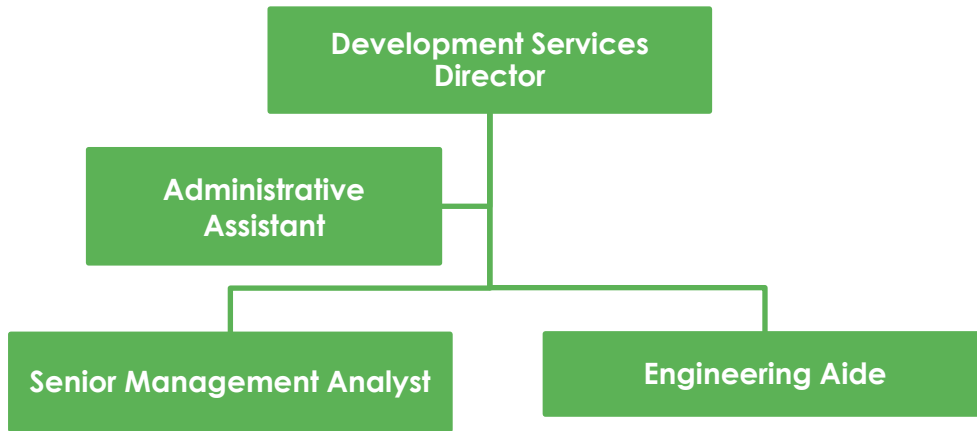 Development Services
Director
Administrative
Assistant
Senior Management Analyst
Engineering Aide